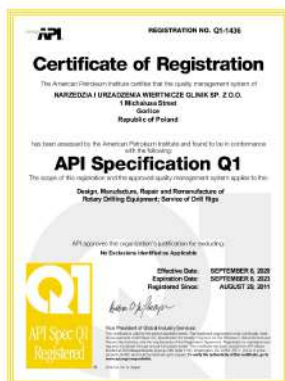 API
REGISTRATION NO. Q1-1436
Certificate of Registration
The American Petroleum Institute certifies that the quality management system of
NARZEDZIA I URZADZENIA WIERTNICZE GLINIK SP. Z O.O.
1 Michalusa Street
Gorlice
Republic of Poland
has been assessed by the American Petroleum Institute and found to be in conformance
with the following:
API Specification Q1
The scope of this registration and the approved quality management system applies to the:
Design, Manufacture, Repair and Remanufacture of
Rotary Drilling Equipment; Service of Drill Rigs
API approves the organization's justification for excluding:
No Exclusions Identified as Applicable
Effective Date: SEPTEMBER 8, 2020
Expiration Date: SEPTEMBER 8, 2023
Registered Since: AUGUST 29, 2011
Vice President of Global Industry Services
Q1
API Spec Q1
Registered